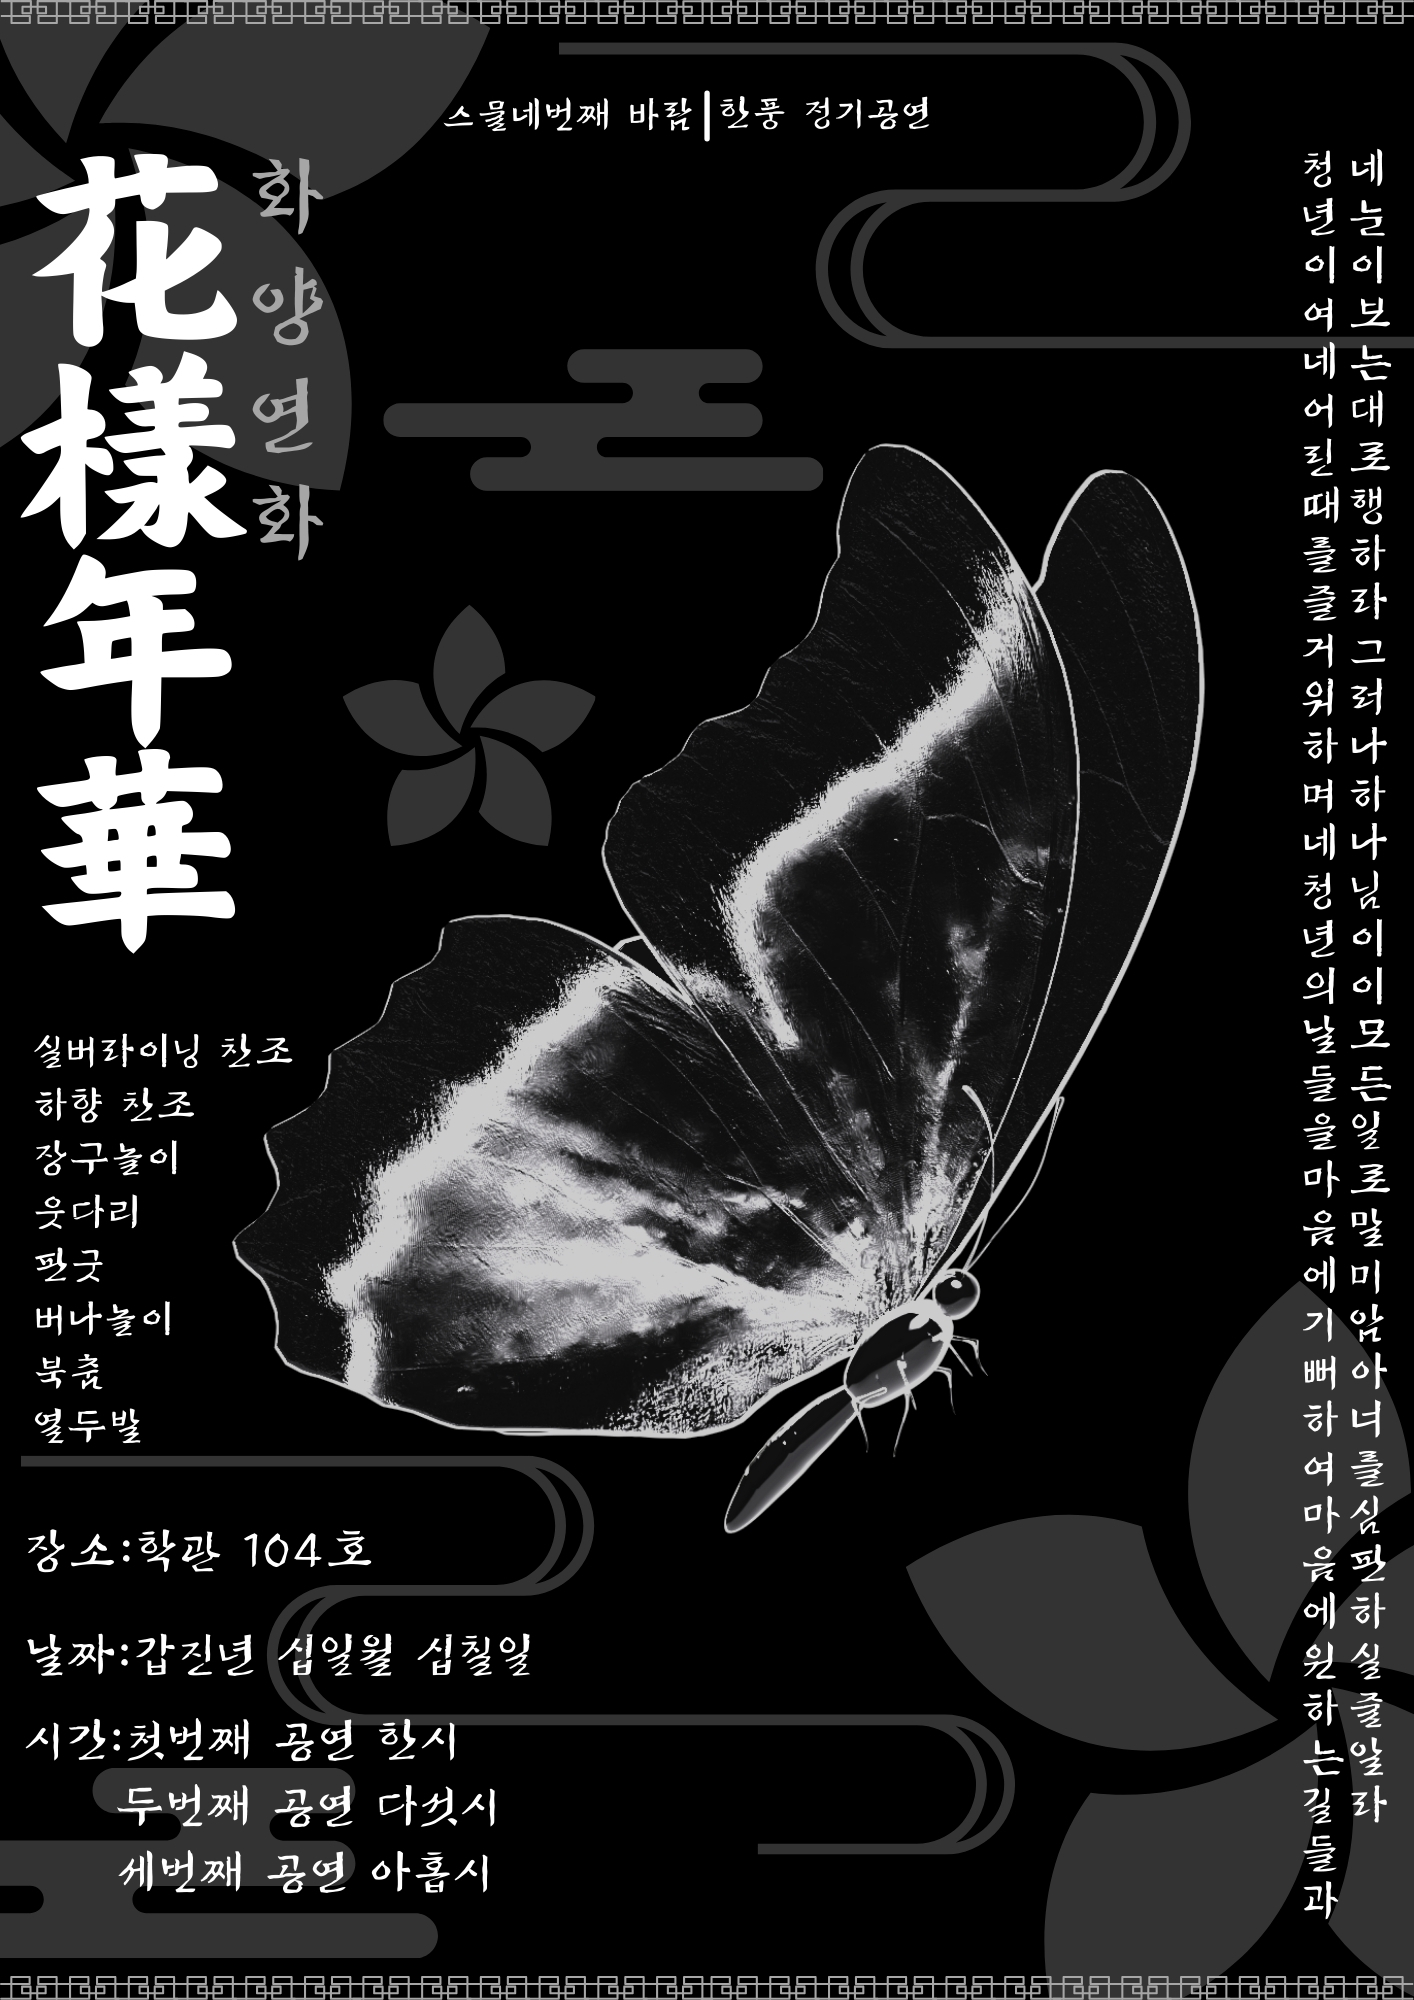 스물네번째 바람|한풍 정기공연
花樣年華
화양연화
청년이여네어린때를즐거워하며네청년의날들을마음에기뻐하여마음에원하는길들과
네눈이보는대로행하라그러나하나님이이모든일로말미암아너를심판하실줄알라
실버라이닝 찬조
하향 찬조
장구놀이
웃다리
판굿
버나놀이
북춤
열두발
장소:학관 104호
날짜:갑진년 십일월 십칠일
시간:첫번째 공연 한시
두번째 공연 다섯시
세번째 공연 아홉시